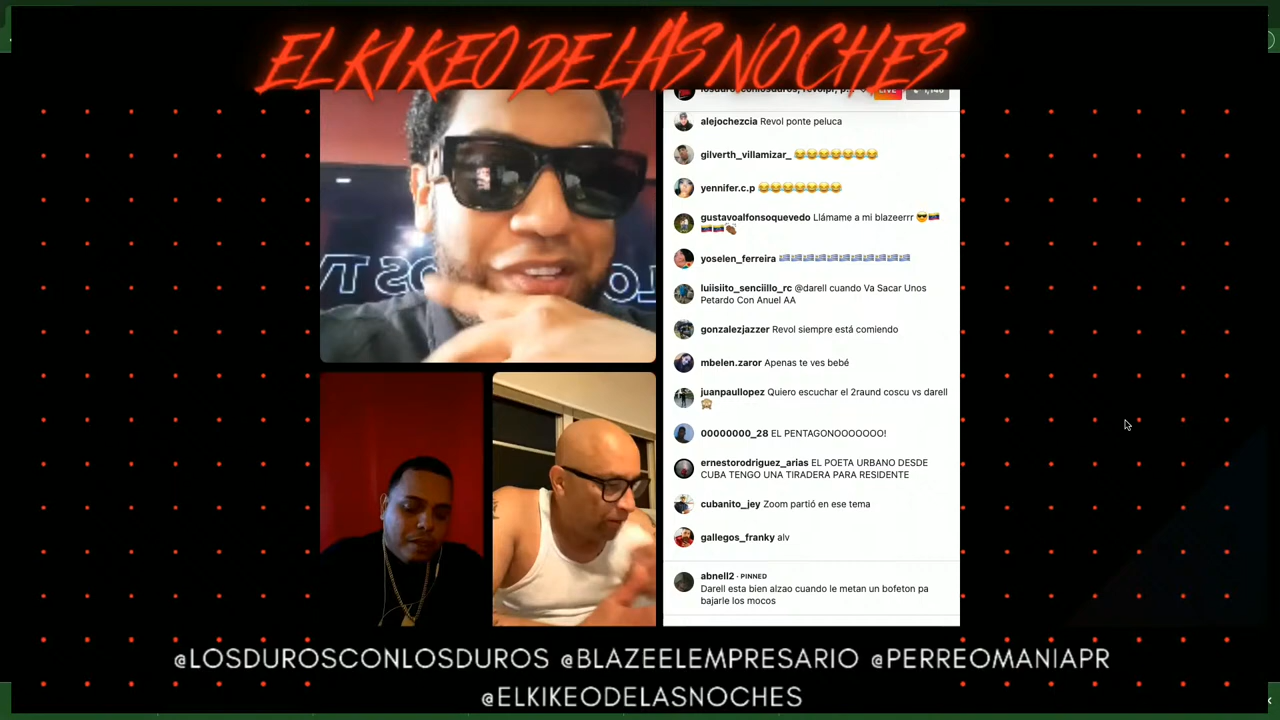 EL KIKEO DE LAS NOCHES
LIVE
alejochezcia Revol ponte peluca
gilverth_villamizar_ 😂😂😂😂😂😂😂
yennifer.c.p 😂😂😂😂😂😂😂
gustavoalfonsoquevedo Llámame a mi blazeerrr 😎🇻🇪
🇻🇪🇻🇪👏🏾
yoselen_ferreira 🇺🇾🇺🇾🇺🇾🇺🇾🇺🇾🇺🇾🇺🇾🇺🇾🇺🇾🇺🇾🇺🇾
luiisiito_senciillo_rc @darell cuando Va Sacar Unos
Petardo Con Anuel AA
gonzalezjazzer Revol siempre está comiendo
mbelen.zaror Apenas te ves bebé
juanpaullopez Quiero escuchar el 2raund coscu vs darell
🙈
00000000_28 EL PENTAGONOOOOOOO!
ernestorodriguez_arias EL POETA URBANO DESDE
CUBA TENGO UNA TIRADERA PARA RESIDENTE
cubanito_jey Zoom partió en ese tema
gallegos_franky alv
abnell2 · PINNED
Darell esta bien alzao cuando le metan un bofeton pa
bajarle los mocos
@LOSDUROSCONLOSDUROS @BLAZEELEMPRESARIO @PERREOMANIAPR
@ELKIKEODELASNOCHES